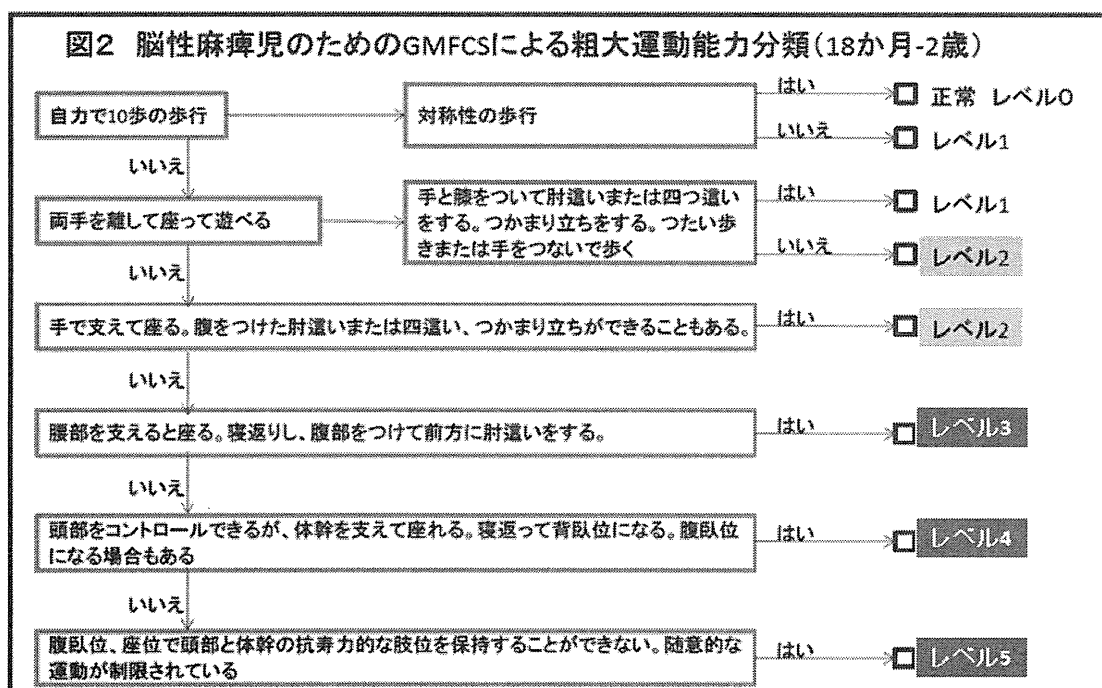 図2 脳性麻痺児のためのGMFCSによる粗大運動能力分類(18か月-2歳)
自力で10歩の歩行
対称性の歩行
はい
正常 レベル0
いいえ
レベル1
いいえ
両手を離して座って遊べる
手と膝をついて肘這いまたは四つ這い
をする。つかまり立ちをする。つたい歩
きまたは手をつないで歩く
はい
レベル1
いいえ
レベル2
いいえ
手で支えて座る。腹をつけた肘這いまたは四這い、つかまり立ちができることもある。
はい
レベル2
いいえ
腰部を支えると座る。寝返りし、腹部をつけて前方に肘這いをする。
はい
レベル3
いいえ
頭部をコントロールできるが、体幹を支えて座れる。寝返って背臥位になる。腹臥位
になる場合もある
はい
レベル4
いいえ
腹臥位、座位で頭部と体幹の抗寿力的な肢位を保持することができない。随意的な
運動が制限されている
はい
レベル5